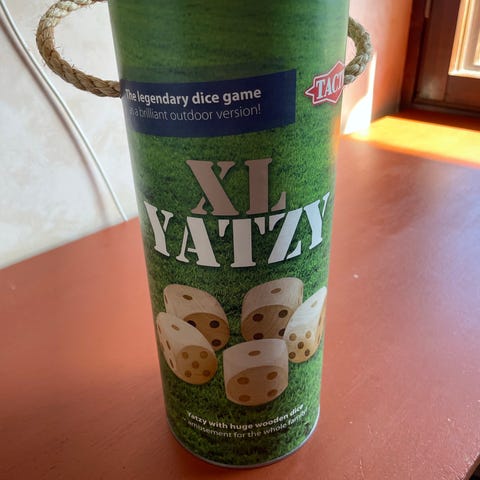 The legendary dice game
in a brilliant outdoor version!
TACTIC
XL
YATZY
Yatzy with huge wooden dice
amusement for the whole family